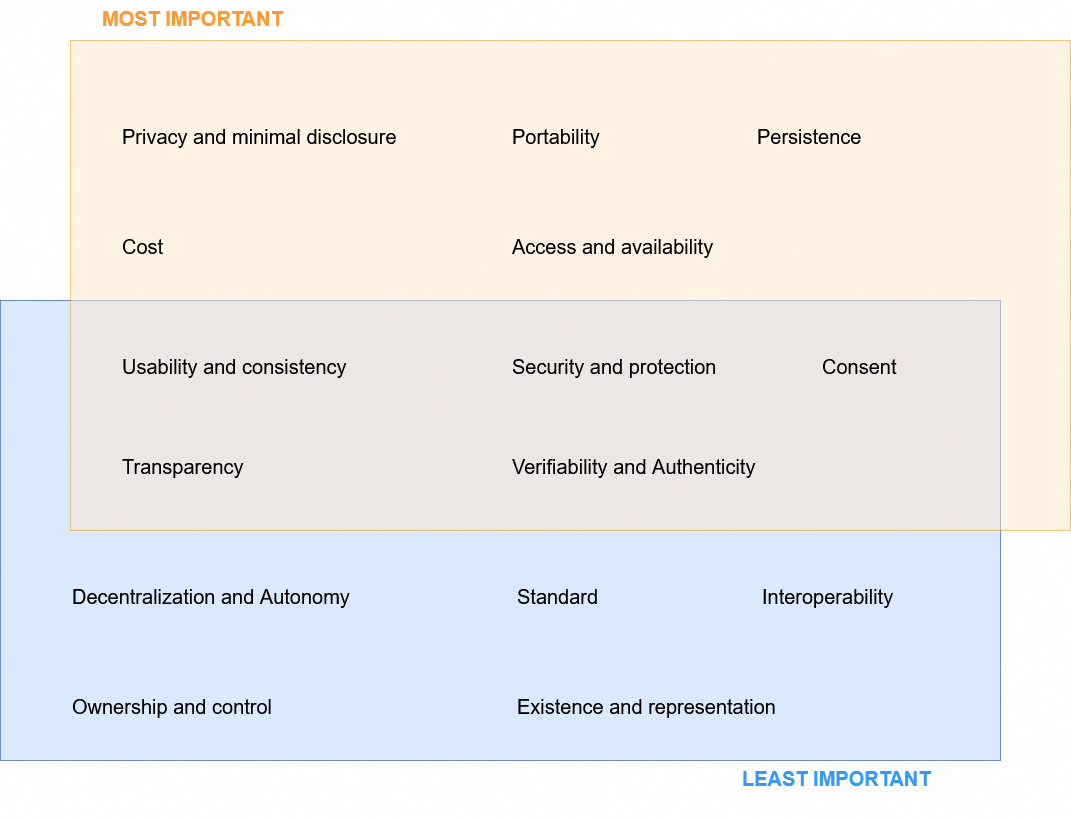 MOST IMPORTANT
Privacy and minimal disclosure
Portability
Persistence
Cost
Access and availability
Usability and consistency
Security and protection
Consent
Transparency
Verifiability and Authenticity
Decentralization and Autonomy
Standard
Interoperability
Ownership and control
Existence and representation
LEAST IMPORTANT